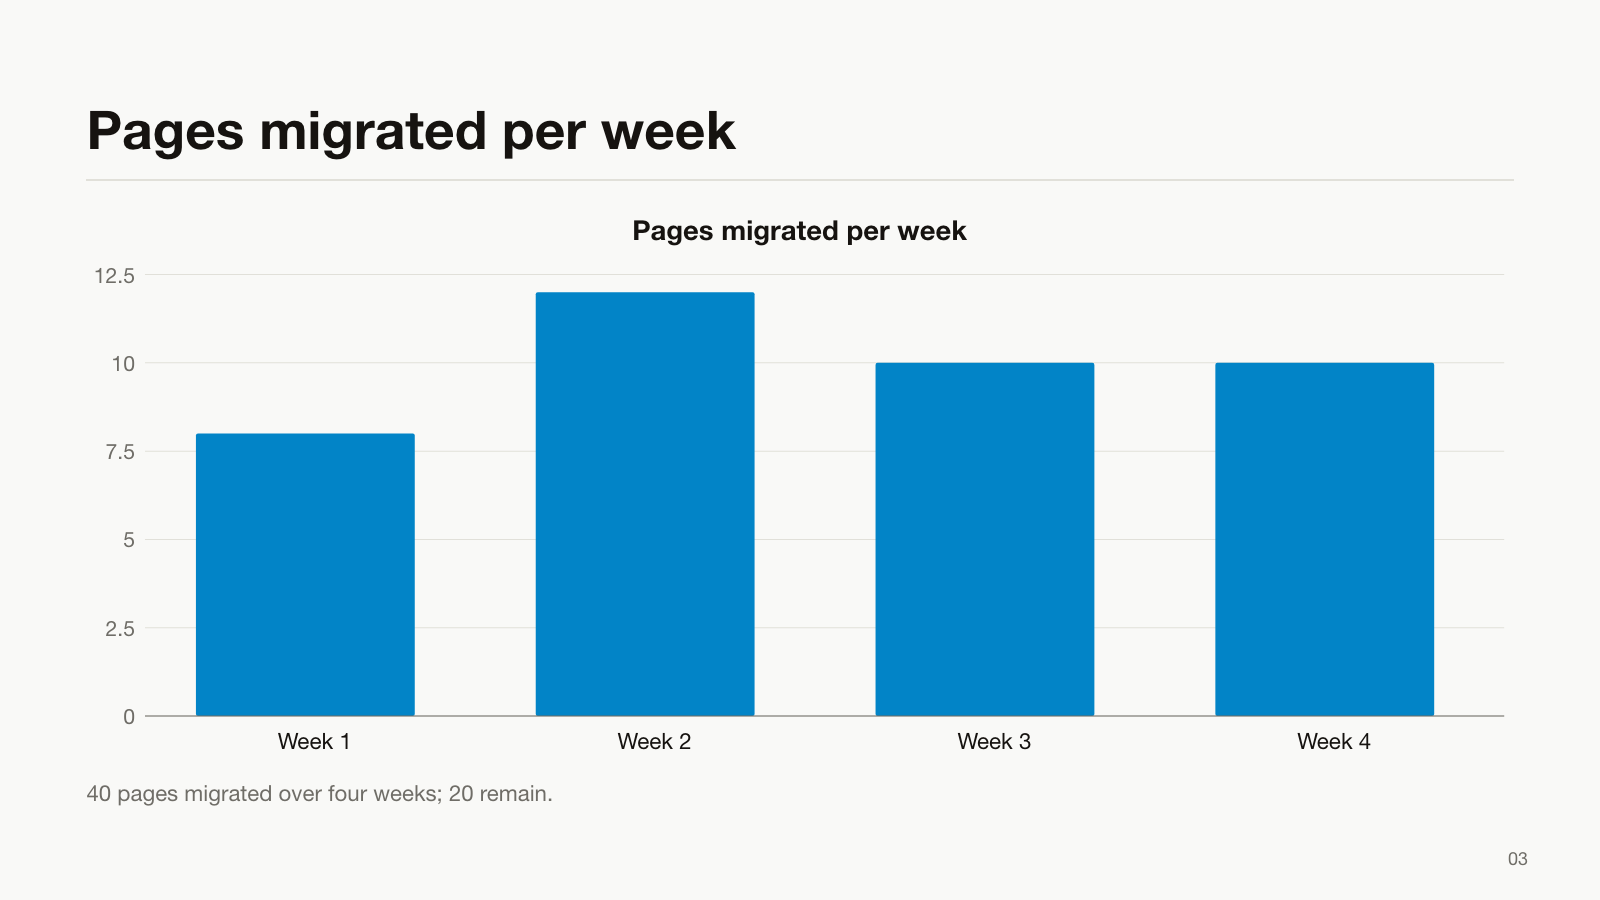 Pages migrated per week
Pages migrated per week
12.5
10
7.5
5
2.5
0
Week 1
Week 2
Week 3
Week 4
40 pages migrated over four weeks; 20 remain.
03